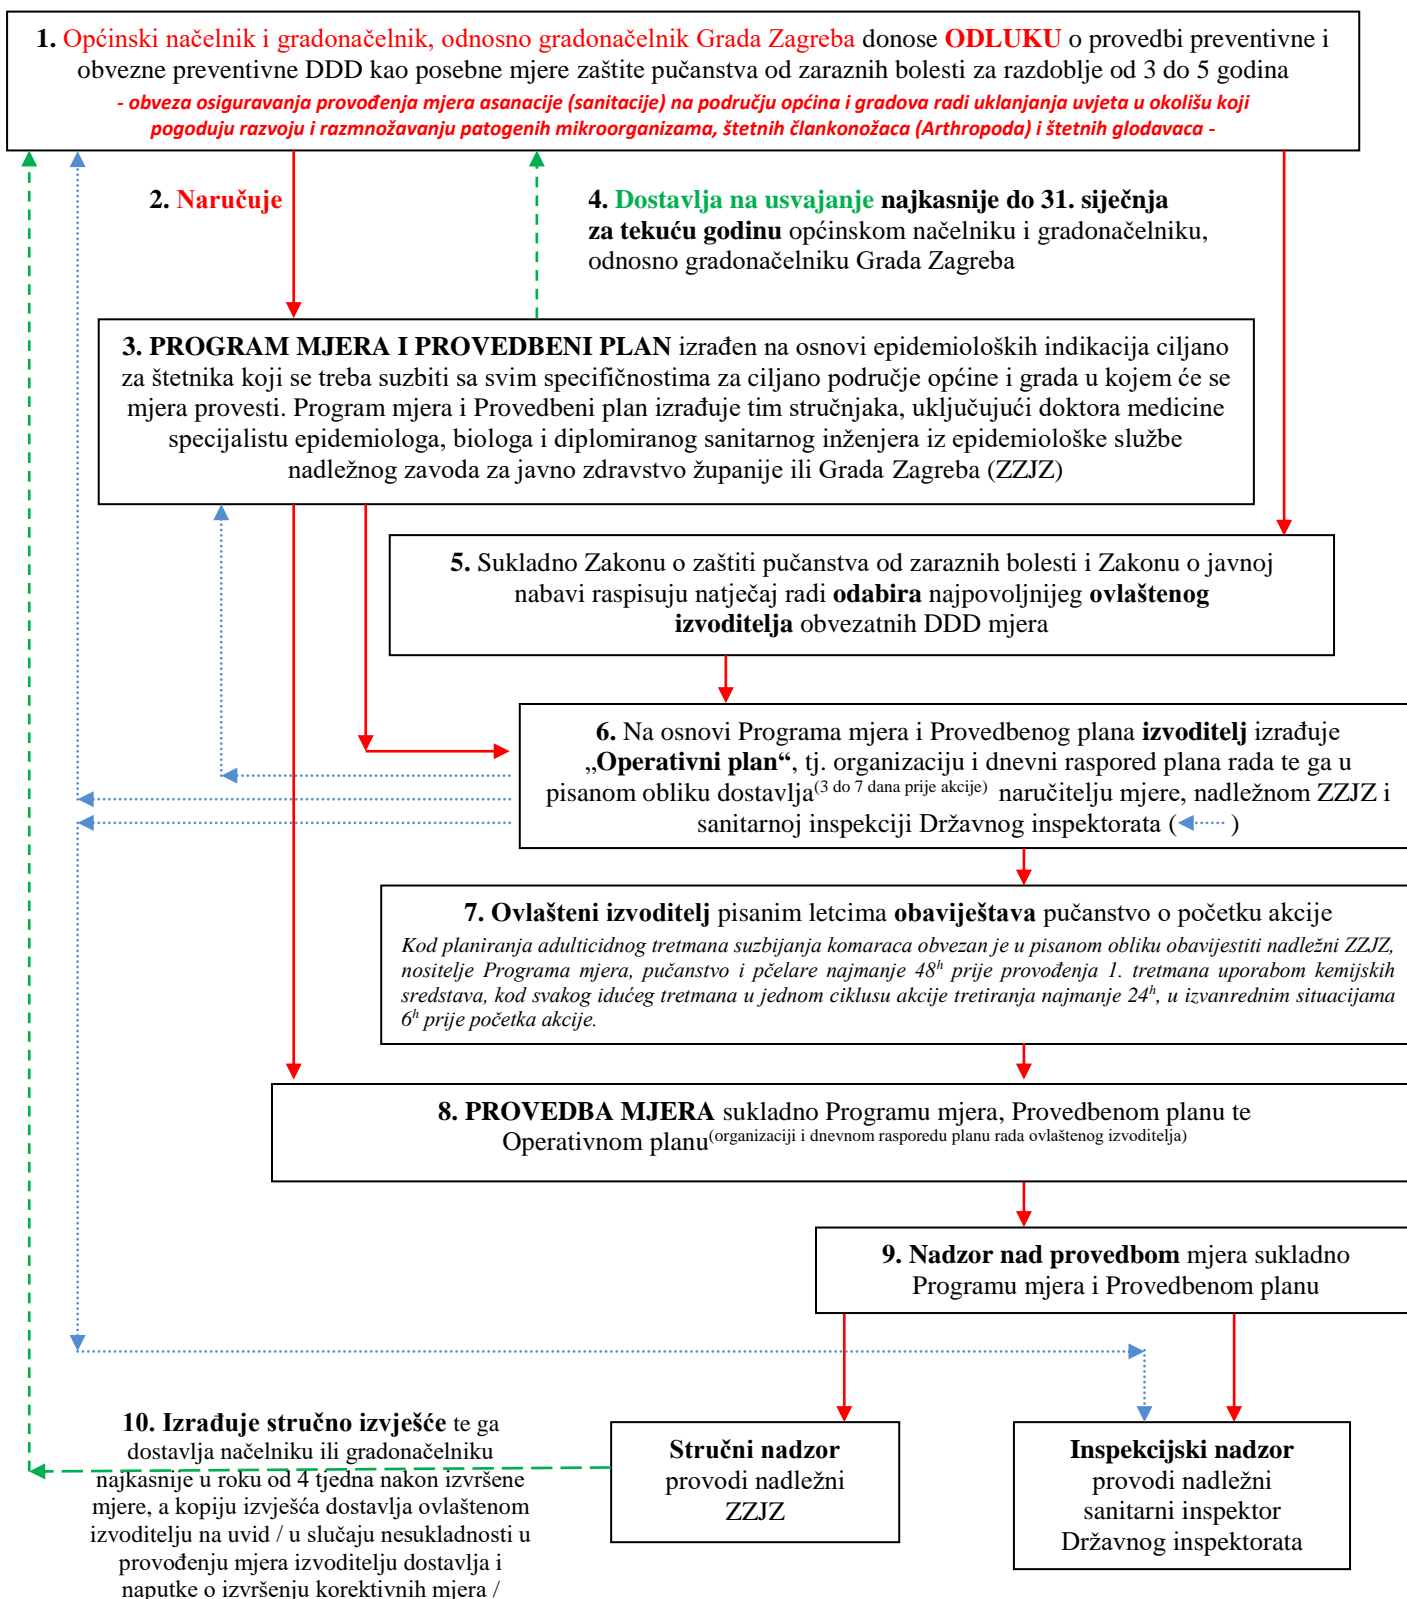 1. Općinski načelnik i gradonačelnik, odnosno gradonačelnik Grada Zagreba donose ODLUKU o provedbi preventivne i
obvezne preventivne DDD kao posebne mjere zaštite pučanstva od zaraznih bolesti za razdoblje od 3 do 5 godina
- obveza osiguravanja provođenja mjera asanacije (sanitacije) na području općina i gradova radi uklanjanja uvjeta u okolišu koji
pogoduju razvoju i razmnožavanju patogenih mikroorganizama, štetnih člankonožaca (Arthropoda) i štetnih glodavaca -
2. Naručuje
4. Dostavlja na usvajanje najkasnije do 31. siječnja
za tekuću godinu općinskom načelniku i gradonačelniku,
odnosno gradonačelniku Grada Zagreba
3. PROGRAM MJERA I PROVEDBENI PLAN izrađen na osnovi epidemioloških indikacija ciljano
za štetnika koji se treba suzbiti sa svim specifičnostima za ciljano područje općine i grada u kojem će se
mjera provesti. Program mjera i Provedbeni plan izrađuje tim stručnjaka, uključujući doktora medicine
specijalistu epidemiologa, biologa i diplomiranog sanitarnog inženjera iz epidemiološke službe
nadležnog zavoda za javno zdravstvo županije ili Grada Zagreba (ZZJZ)
5. Sukladno Zakonu o zaštiti pučanstva od zaraznih bolesti i Zakonu o javnoj
nabavi raspisuju natječaj radi odabira najpovoljnijeg ovlaštenog
izvoditelja obvezatnih DDD mjera
6. Na osnovi Programa mjera i Provedbenog plana izvoditelj izrađuje
„Operativni plan“, tj. organizaciju i dnevni raspored plana rada te ga u
pisanom obliku dostavlja(3 do 7 dana prije akcije) naručitelju mjere, nadležnom ZZJZ i
sanitarnoj inspekciji Državnog inspektorata ( )
7. Ovlašteni izvoditelj pisanim letcima obaviještava pučanstvo o početku akcije
Kod planiranja adulticidnog tretmana suzbijanja komaraca obvezan je u pisanom obliku obavijestiti nadležni ZZJZ,
nositelje Programa mjera, pučanstvo i pčelare najmanje 48h prije provođenja 1. tretmana uporabom kemijskih
sredstava, kod svakog idućeg tretmana u jednom ciklusu akcije tretiranja najmanje 24h, u izvanrednim situacijama
6h prije početka akcije.
8. PROVEDBA MJERA sukladno Programu mjera, Provedbenom planu te
Operativnom planu(organizaciji i dnevnom rasporedu planu rada ovlaštenog izvoditelja)
9. Nadzor nad provedbom mjera sukladno
Programu mjera i Provedbenom planu
10. Izrađuje stručno izvješće te ga
dostavlja načelniku ili gradonačelniku
najkasnije u roku od 4 tjedna nakon izvršene
mjere, a kopiju izvješća dostavlja ovlaštenom
izvoditelju na uvid / u slučaju nesukladnosti u
provođenju mjera izvoditelju dostavlja i
naputke o izvršenju korektivnih mjera /
Stručni nadzor
provodi nadležni
ZZJZ
Inspekcijski nadzor
provodi nadležni
sanitarni inspektor
Državnog inspektorata